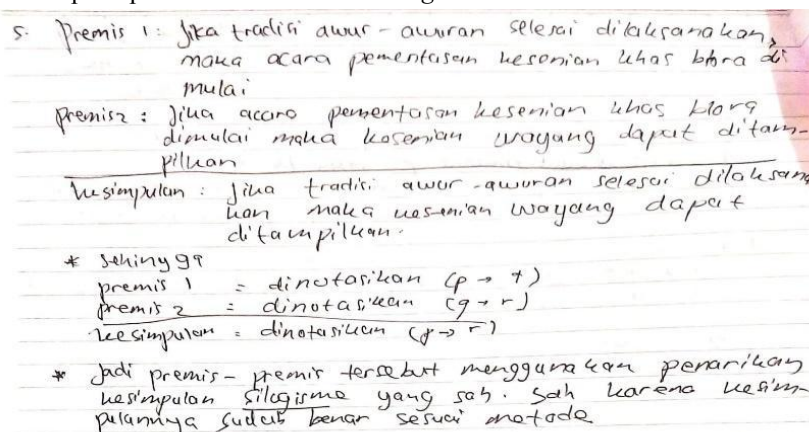 5. Premis 1 : Jika tradisi awur-awuran selesai dilaksanakan,
maka acara pementasan kesenian khas blora di
mulai
premis2 : Jika acara pementasan kesenian khas blora
dimulai maka kesenian wayang dapat ditam-
pilkan
kesimpulan : Jika tradisi awur-awuran selesai dilaksana
kan maka kesenian wayang dapat
ditampilkan.
* sehingga
premis 1 = dinotasikan (p → q)
premis 2 = dinotasikan (q → r)
kesimpulan = dinotasikan (p → r)
* Jadi premis-premis tersebut menggunakan penarikan
kesimpulan silogisme yang sah. Sah karena kesim-
pulannya sudah benar sesuai metode